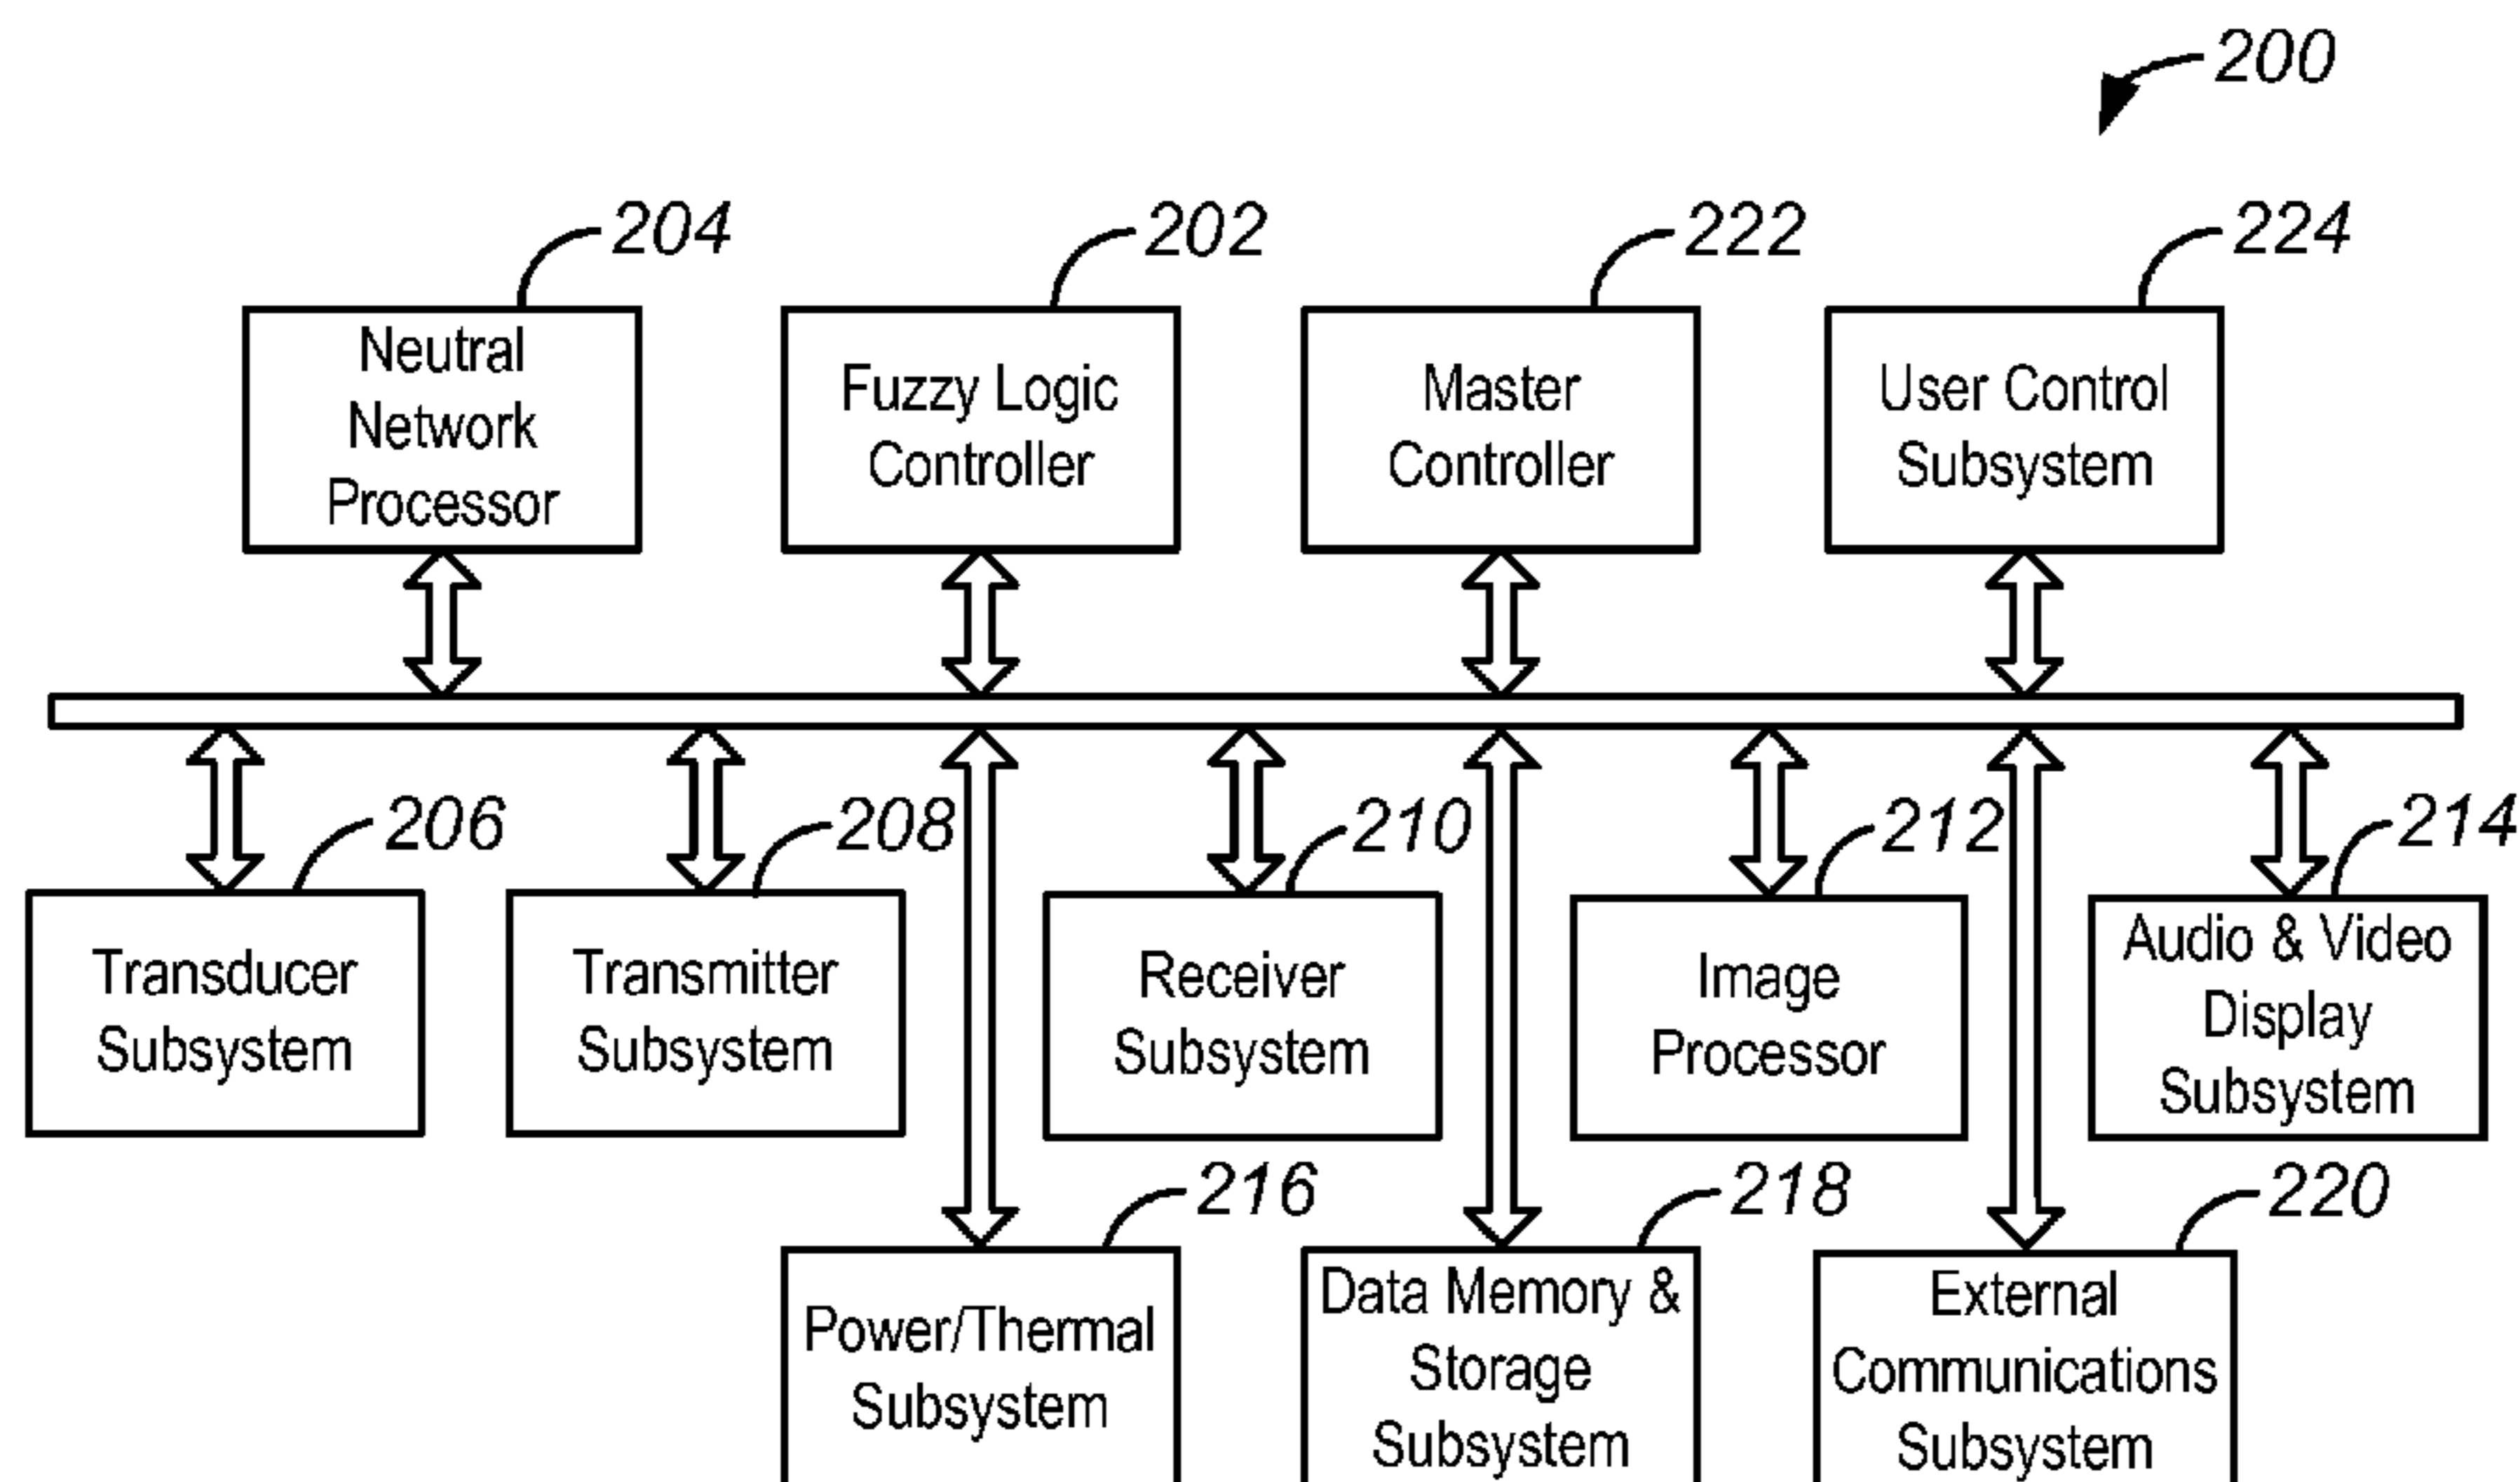 200
204
202
222
224
Neutral
Network
Processor
Fuzzy Logic
Controller
Master
Controller
User Control
Subsystem
206
208
210
212
214
Transducer
Subsystem
Transmitter
Subsystem
Receiver
Subsystem
Image
Processor
Audio & Video
Display
Subsystem
216
218
220
Power/Thermal
Subsystem
Data Memory &
Storage
Subsystem
External
Communications
Subsystem